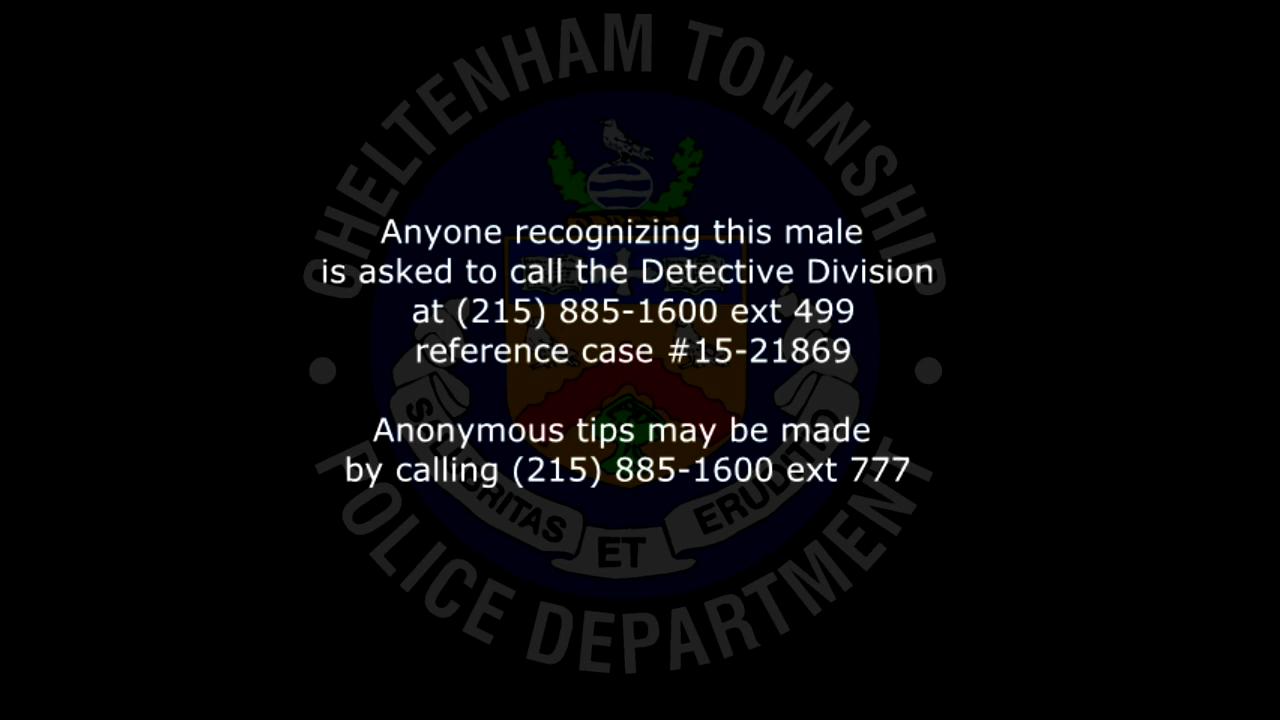 CHELTENHAM TOWNSHIP
Anyone recognizing this male
is asked to call the Detective Division
at (215) 885-1600 ext 499
reference case #15-21869
Anonymous tips may be made
by calling (215) 885-1600 ext 777
ET
POLICE DEPARTMENT